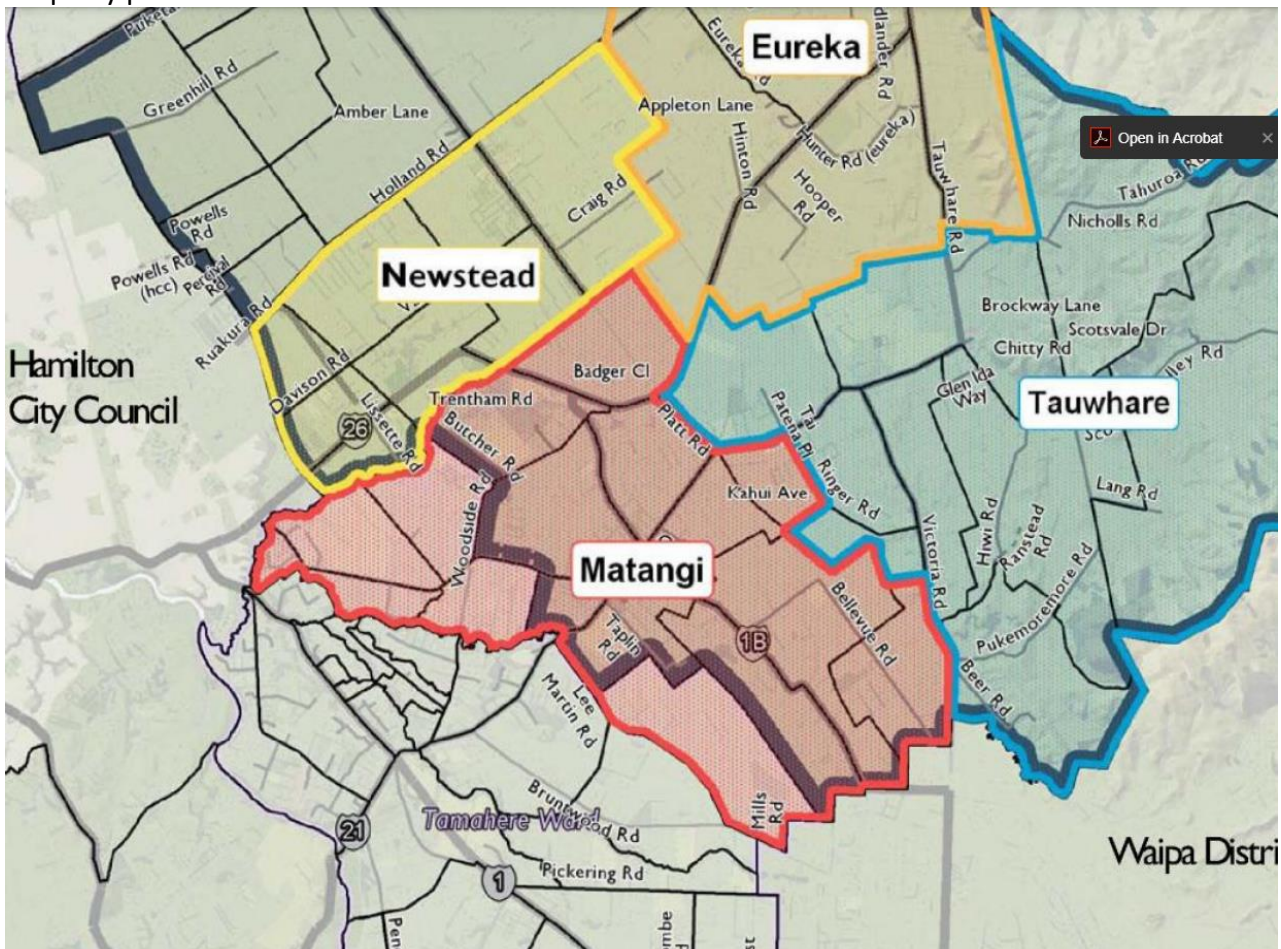 Eureka
Greenhill Rd
Amber Lane
Appleton Lane
Hunter Rd (eureka)
Open in Acrobat
Holland Rd
Craig Rd
Hinton Rd
Hooper
Rd
Tauwhare Rd
Tahuroa
Nicholls Rd
Powells
Rd
Powells Rd
(hcc)
Percival
Rd
Ruakura Rd
Newstead
Brockway Lane
Scotsvale Dr
Chitty Rd
Hamilton
City Council
Davison Rd
Lissette Rd
26
Badger Cl
Trentham Rd
Butcher Rd
Platt Rd
Glen Ida
Way
Tauwhare
Woodside Rd
Kahui Ave
Ringer Rd
Lang Rd
Victoria Rd
Hiwi Rd
Ranstead
Rd
Matangi
Bellevue Rd
Pukemoremore Rd
Taplin
Rd
1B
Beer Rd
Lee
Martin Rd
Bruntwood Rd
Mills
Rd
21
Tamahere Ward
Waipa Distri
1
Pickering Rd